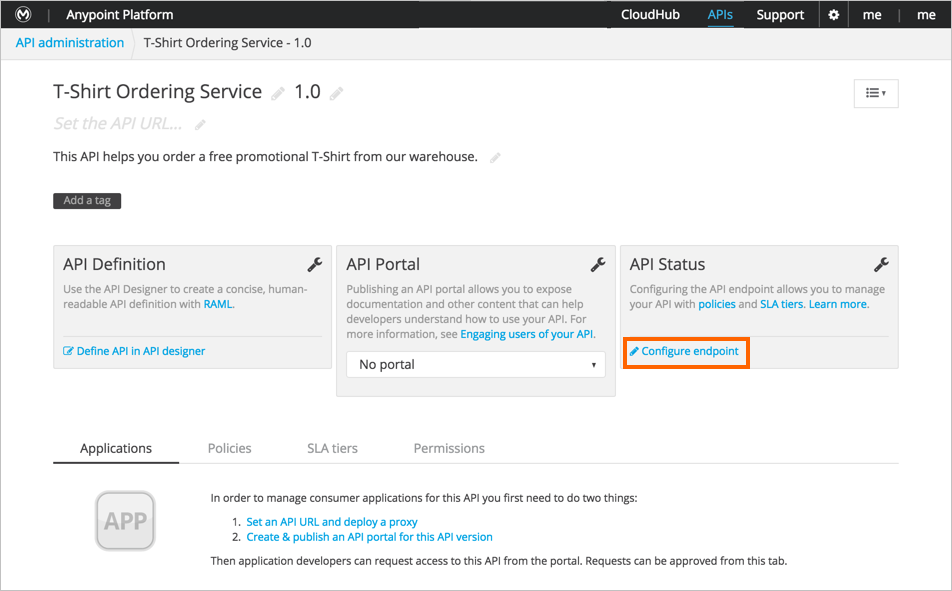 Anypoint Platform
CloudHub
APIs
Support
me
me
API administration
T-Shirt Ordering Service - 1.0
T-Shirt Ordering Service 1.0
Set the API URL...
This API helps you order a free promotional T-Shirt from our warehouse.
Add a tag
API Definition
Use the API Designer to create a concise, human-
readable API definition with RAML.
Define API in API designer
API Portal
Publishing an API portal allows you to expose
documentation and other content that can help
developers understand how to use your API. For
more information, see Engaging users of your API.
No portal
API Status
Configuring the API endpoint allows you to manage
your API with policies and SLA tiers. Learn more.
Configure endpoint
Applications
Policies
SLA tiers
Permissions
APP
In order to manage consumer applications for this API you first need to do two things:
1. Set an API URL and deploy a proxy
2. Create & publish an API portal for this API version
Then application developers can request access to this API from the portal. Requests can be approved from this tab.